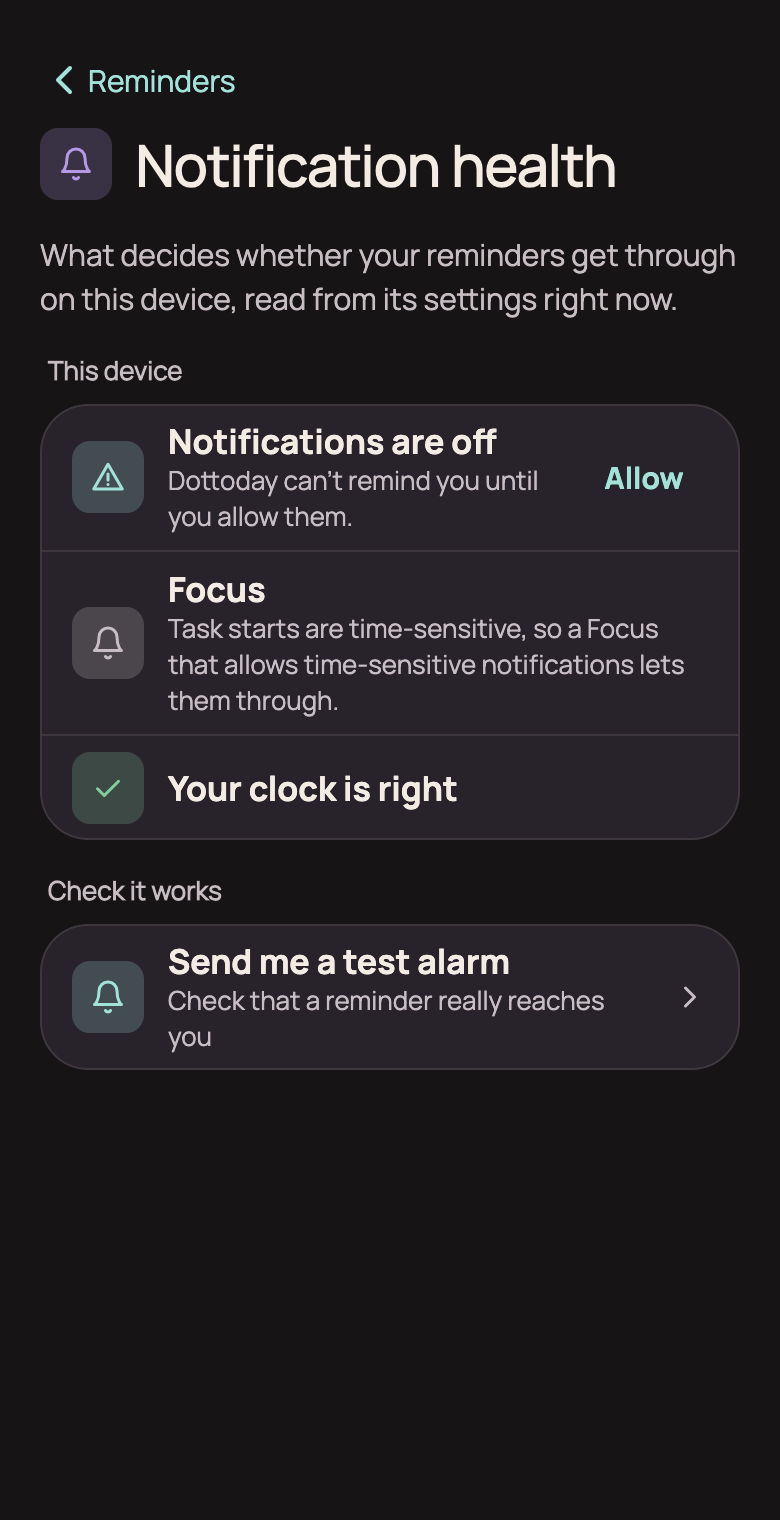 Reminders
Notification health
What decides whether your reminders get through
on this device, read from its settings right now.
This device
Notifications are off
Dottoday can't remind you until
you allow them.
Allow
Focus
Task starts are time-sensitive, so a Focus
that allows time-sensitive notifications lets
them through.
Your clock is right
Check it works
Send me a test alarm
Check that a reminder really reaches
you